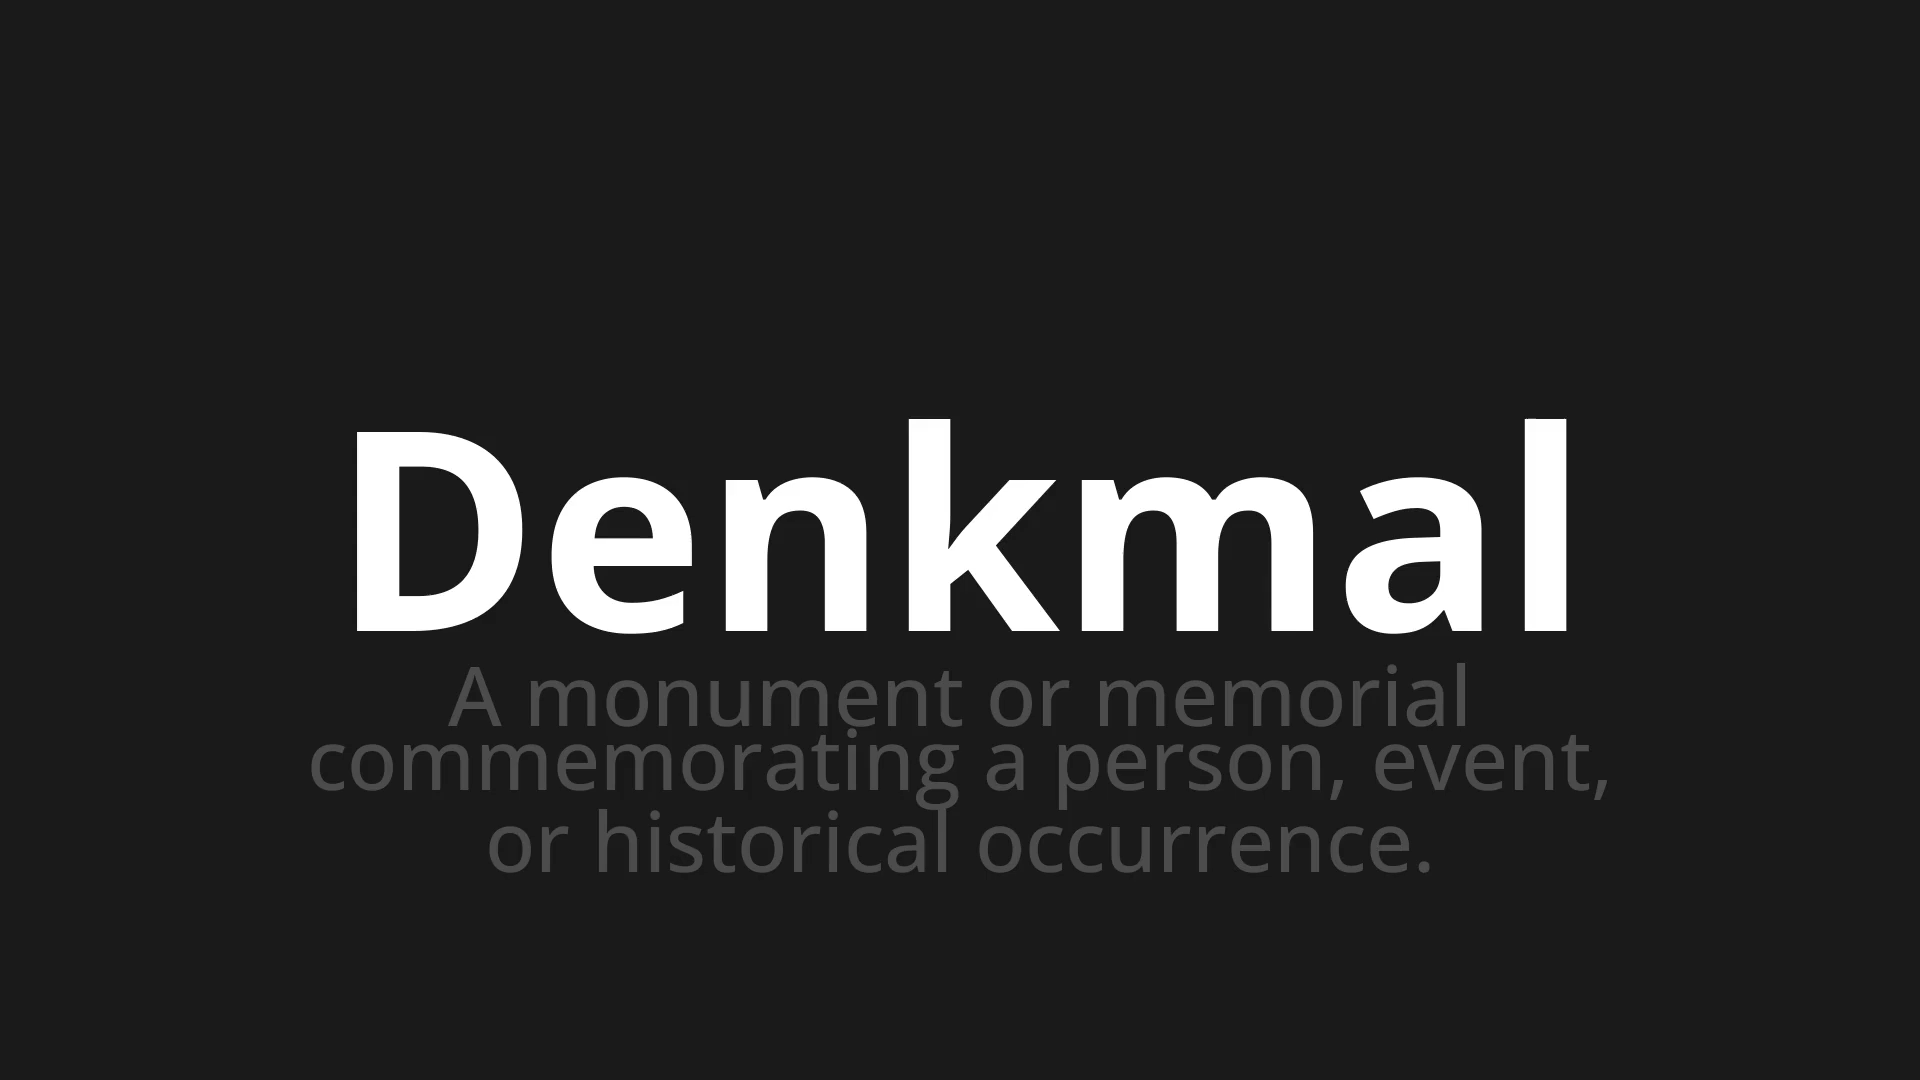 Denkmal
A monument or memorial
commemorating a person, event,
or historical occurrence.